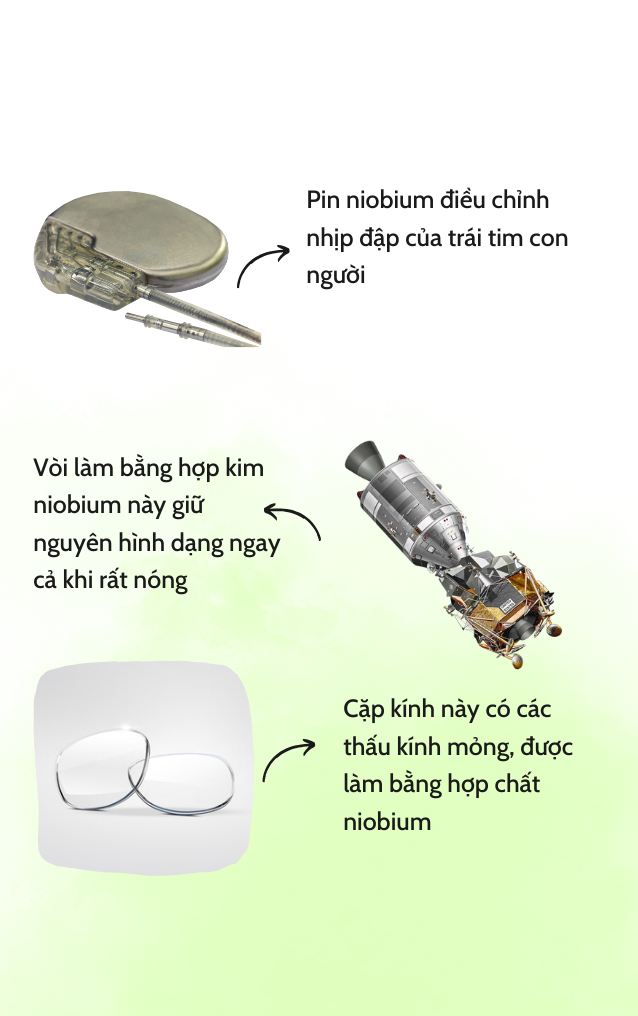 Pin niobium điều chỉnh
nhịp đập của trái tim con
người
Vòi làm bằng hợp kim
niobium này giữ
nguyên hình dạng ngay
cả khi rất nóng
Cặp kính này có các
thấu kính mỏng, được
làm bằng hợp chất
niobium